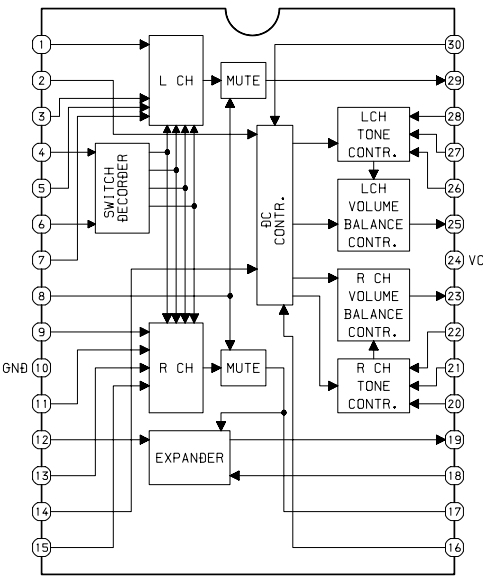 1
30
L CH
MUTE
2
29
3
28
LCH
TONE
CONTR.
27
4
26
SWITCH
DECORDER
5
LCH
VOLUME
BALANCE
CONTR.
25
6
DC
CONTR.
7
24 VC
8
R CH
VOLUME
BALANCE
CONTR.
23
9
22
GND 10
R CH
MUTE
R CH
TONE
CONTR.
21
11
20
12
19
EXPANDER
13
18
14
17
15
16